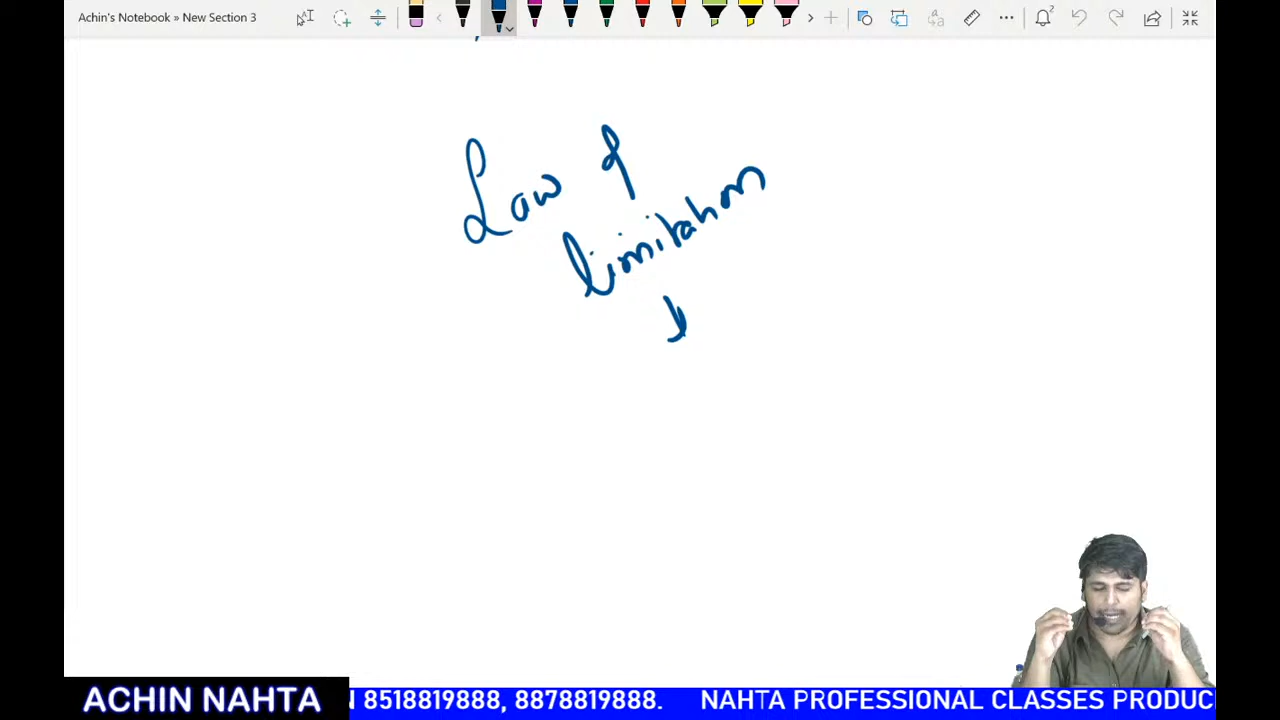 Achin's Notebook » New Section 3
Law of
limitation
ACHIN NAHTA
N 8518819888, 8878819888. NAHTA PROFESSIONAL CLASSES PRODUC